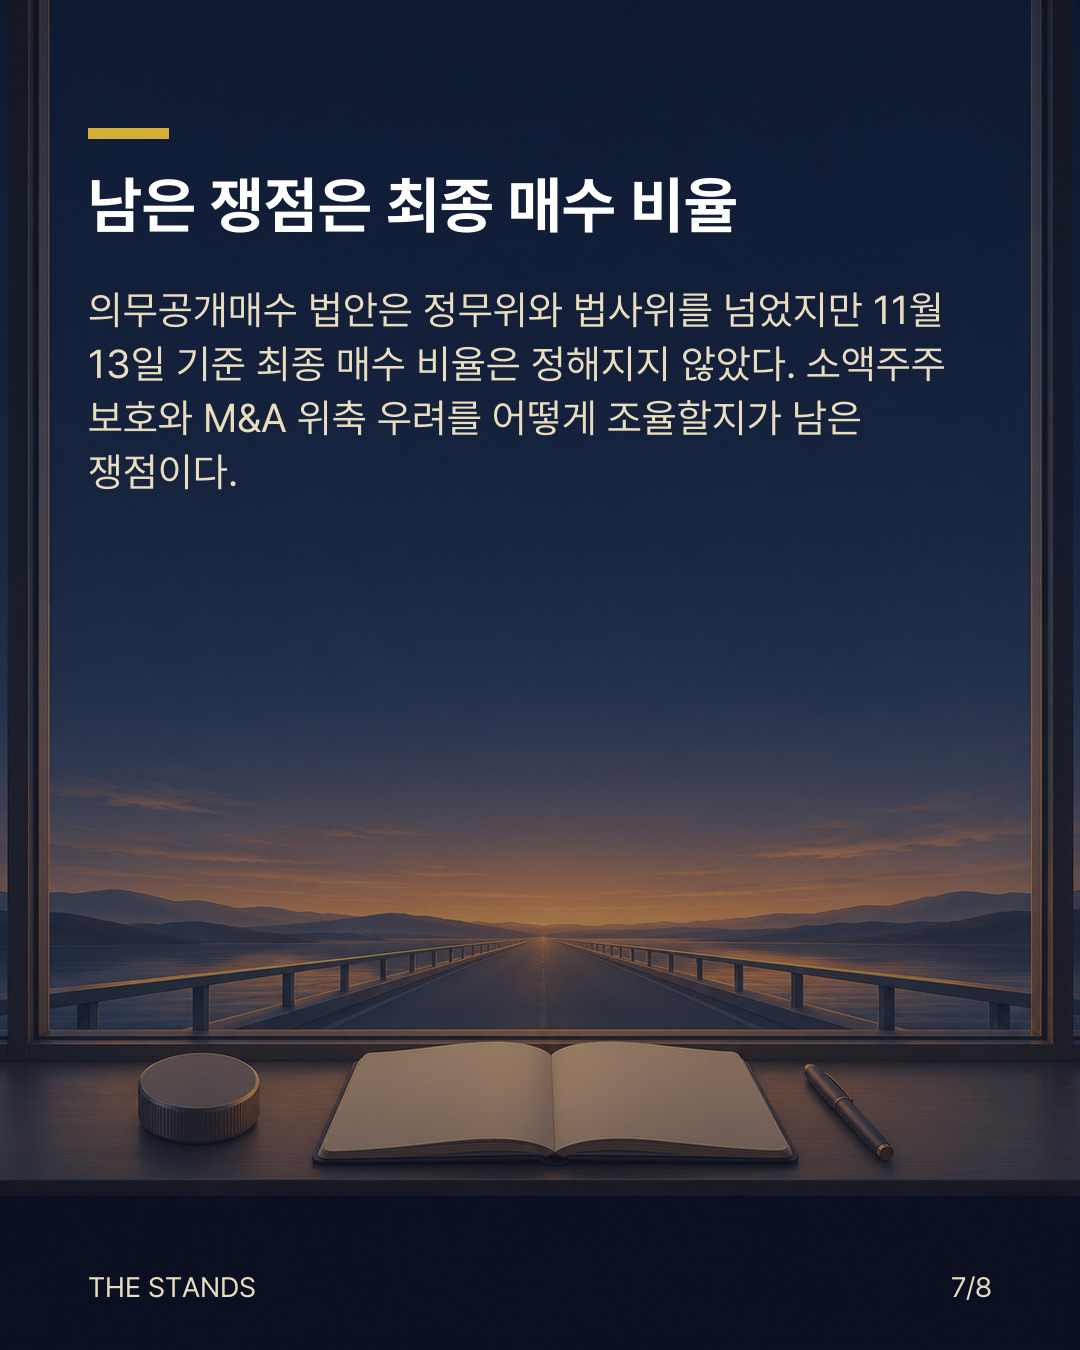 남은 쟁점은 최종 매수 비율
의무공개매수 법안은 정무위와 법사위를 넘었지만 11월
13일 기준 최종 매수 비율은 정해지지 않았다. 소액주주
보호와 M&A 위축 우려를 어떻게 조율할지가 남은
쟁점이다.
THE STANDS
7/8